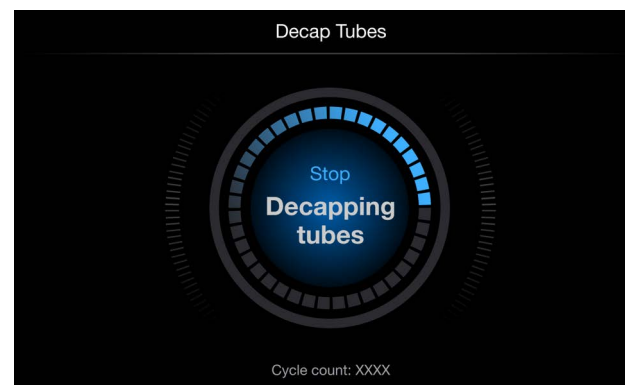 Decap Tubes
Stop
Decapping
tubes
Cycle count: XXXX